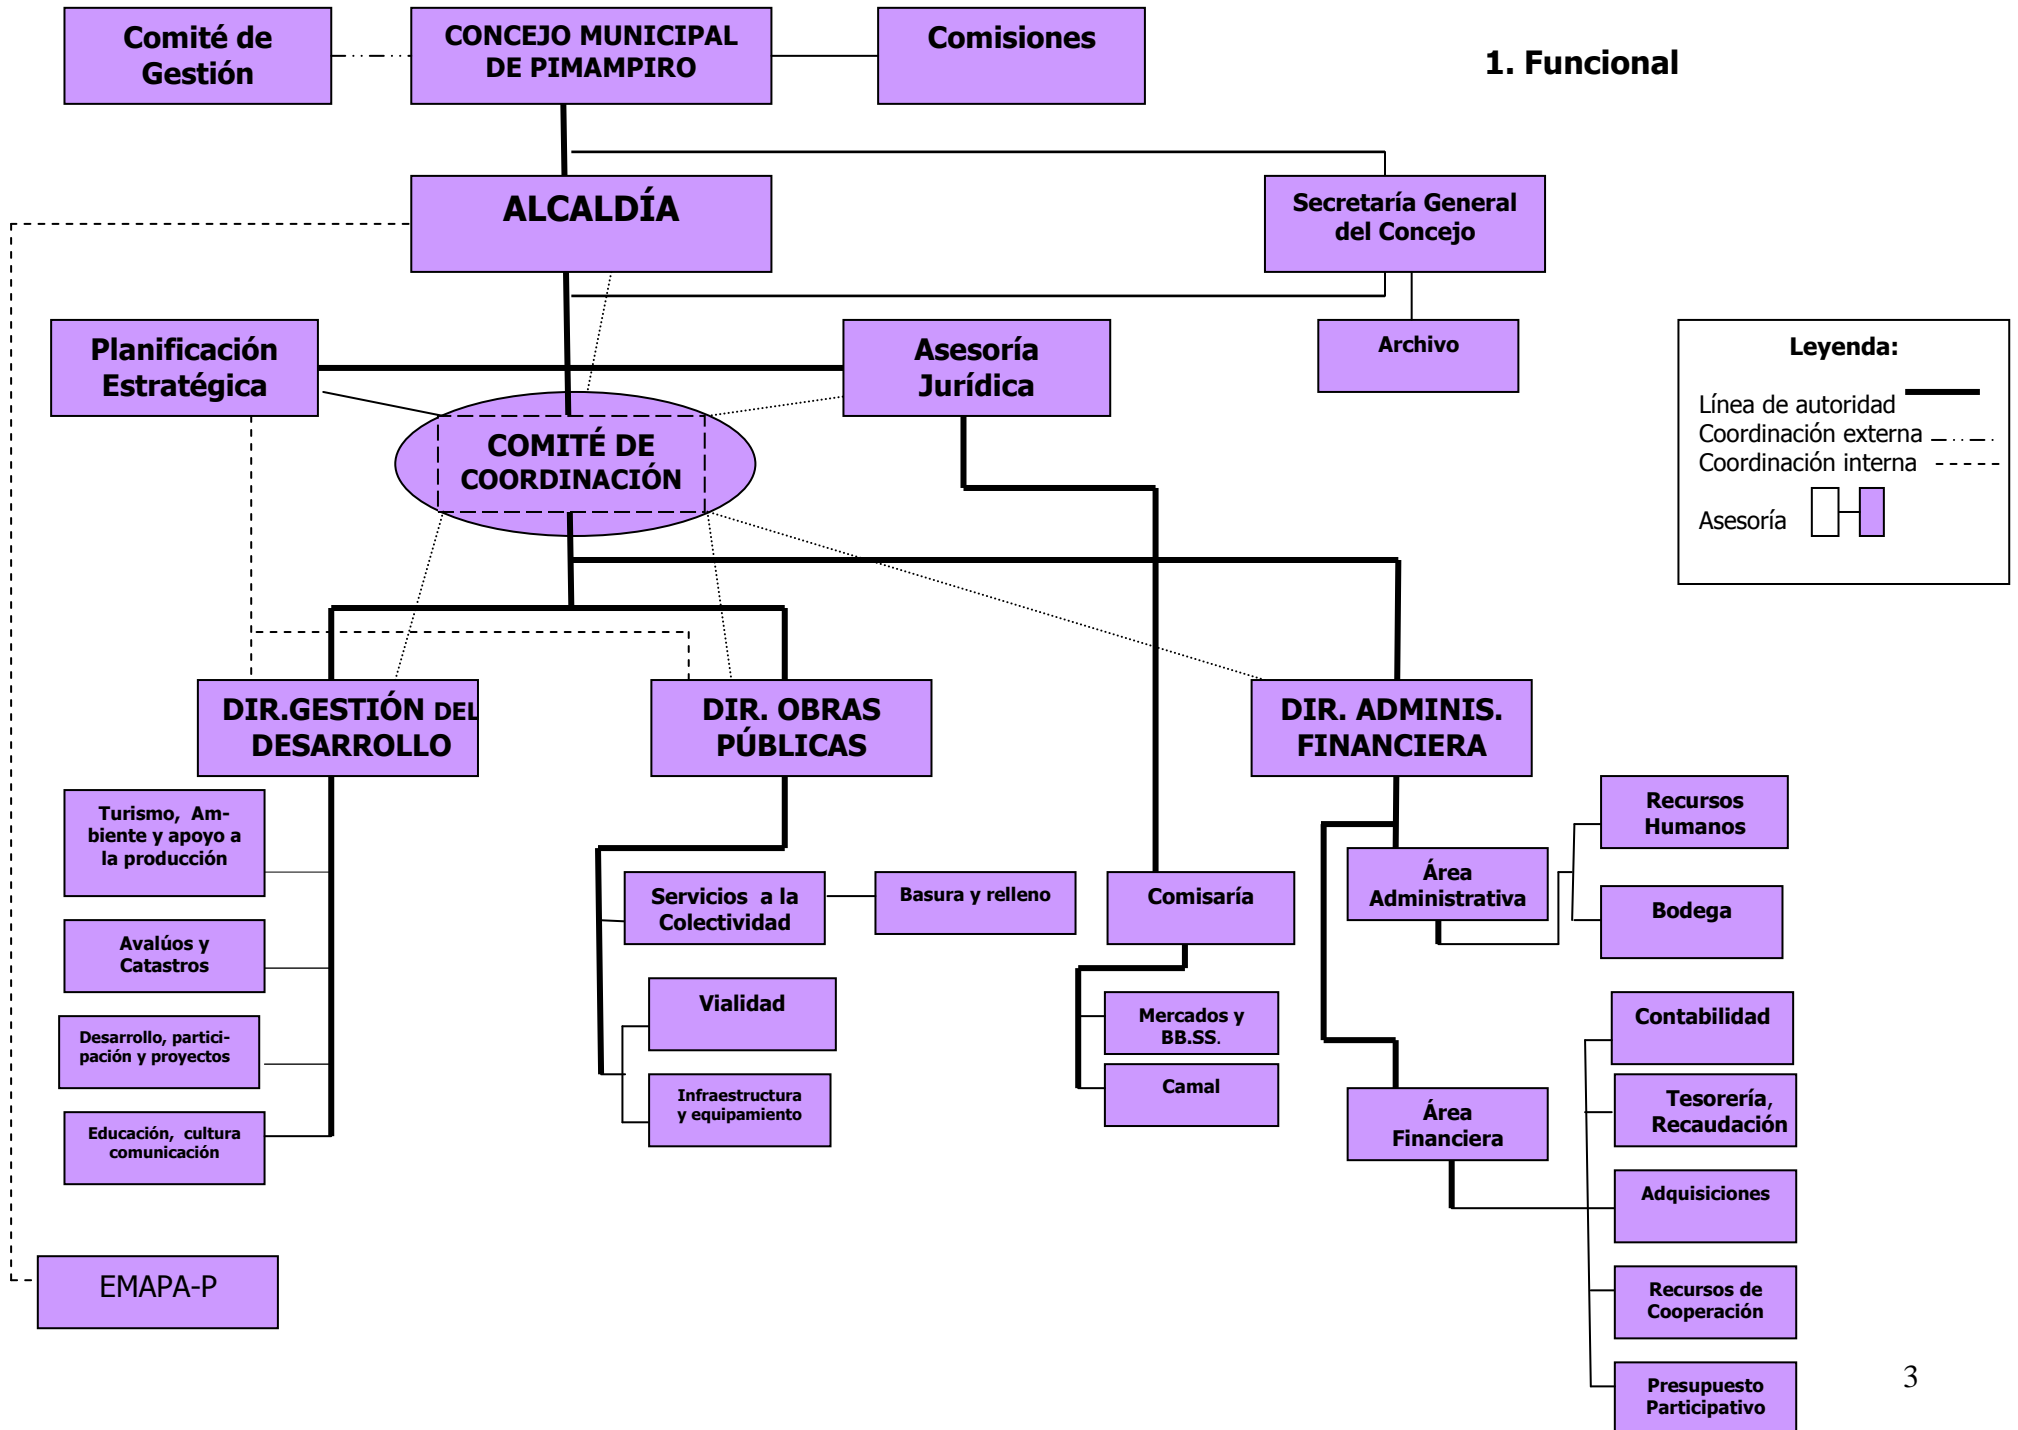 Comité de
Gestión
CONCEJO MUNICIPAL
DE PIMAMPIRO
Comisiones
1. Funcional
ALCALDÍA
Secretaría General
del Concejo
Planificación
Estratégica
Asesoría
Jurídica
Archivo
Leyenda:
Línea de autoridad
Coordinación externa
Coordinación interna
Asesoría
COMITÉ DE
COORDINACIÓN
DIR.GESTIÓN DEL
DESARROLLO
DIR. OBRAS
PÚBLICAS
DIR. ADMINIS.
FINANCIERA
Turismo, Am-
biente y apoyo a
la producción
Avalúos y
Catastros
Desarrollo, partici-
pación y proyectos
Educación, cultura
comunicación
Servicios a la
Colectividad
Basura y relleno
Vialidad
Infraestructura
y equipamiento
Comisaría
Mercados y
BB.SS.
Camal
Área
Administrativa
Recursos
Humanos
Bodega
Área
Financiera
Contabilidad
Tesorería,
Recaudación
Adquisiciones
Recursos de
Cooperación
Presupuesto
Participativo
EMAPA-P
3